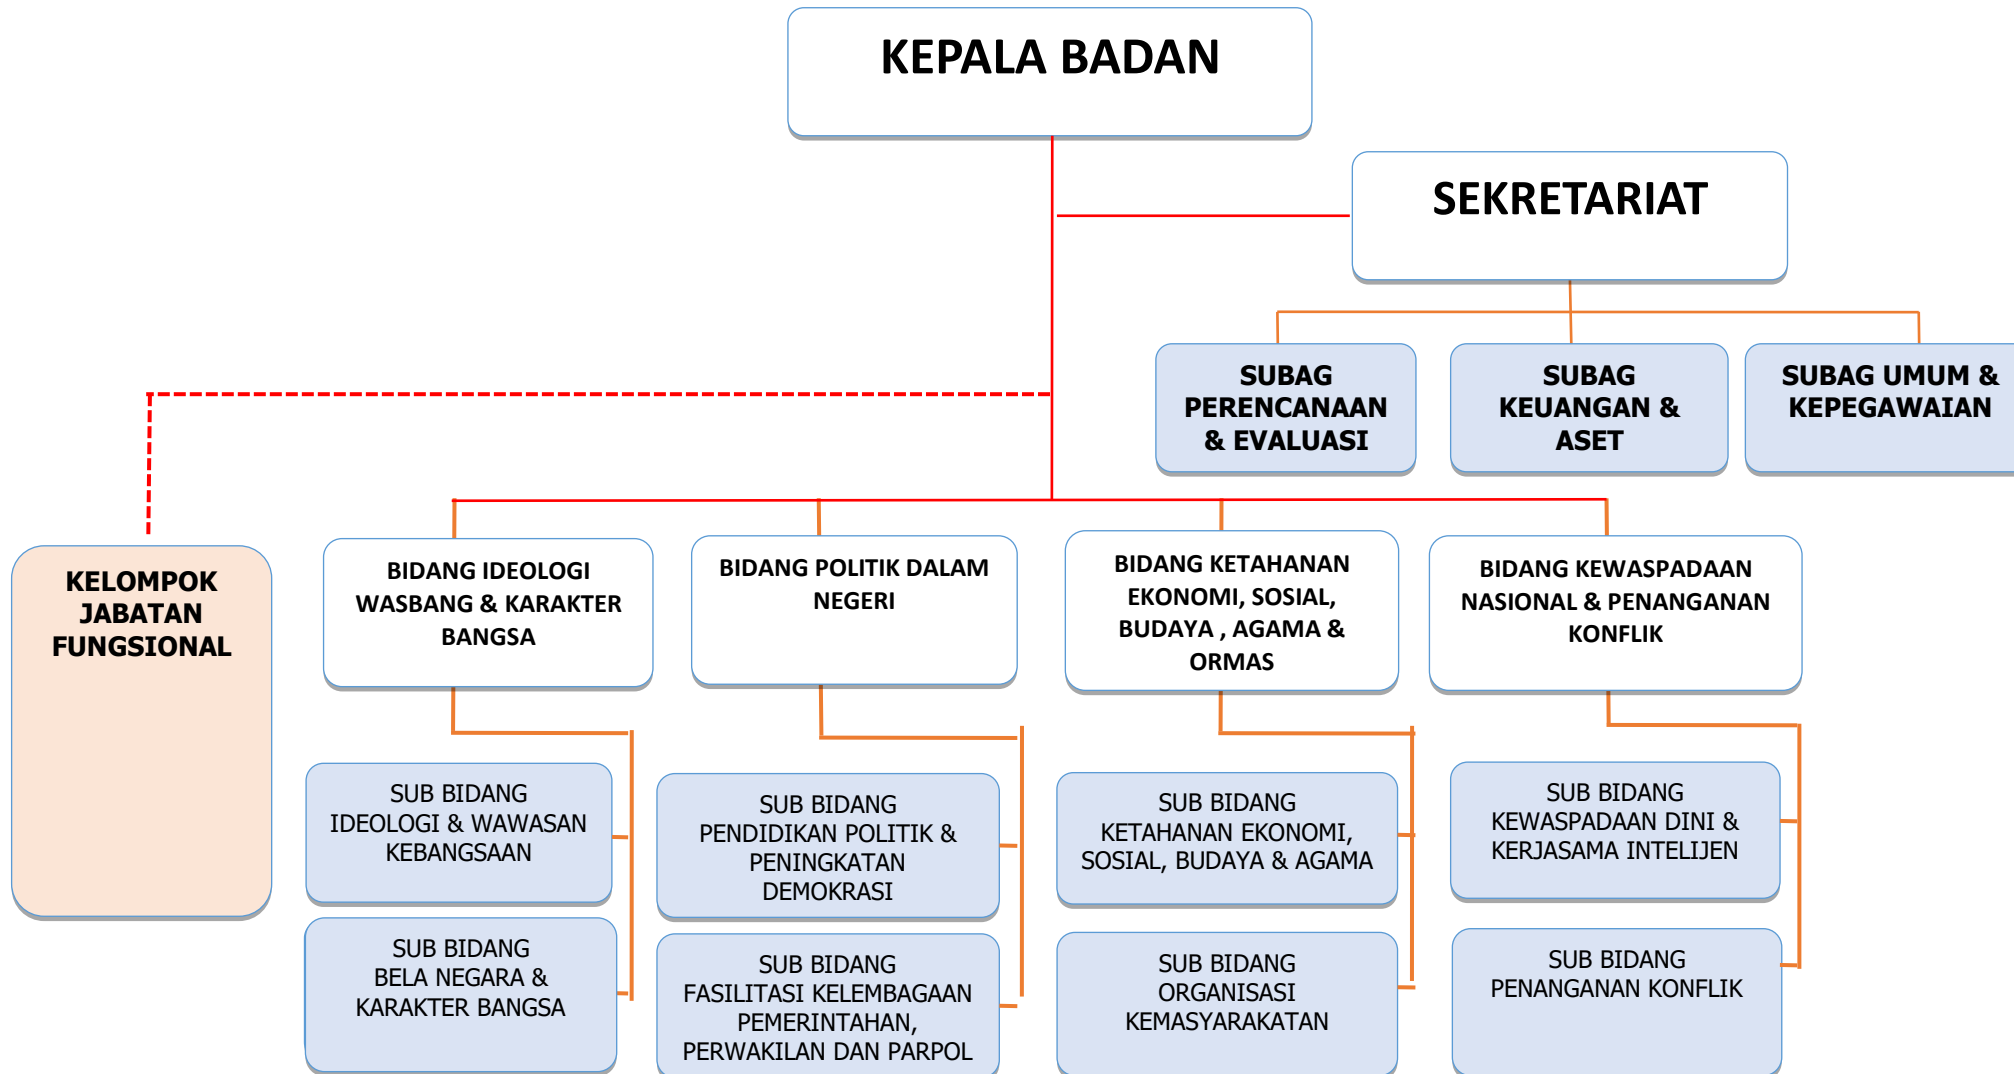 KEPALA BADAN
SEKRETARIAT
SUBAG
PERENCANAAN
& EVALUASI
SUBAG
KEUANGAN &
ASET
SUBAG UMUM &
KEPEGAWAIAN
KELOMPOK
JABATAN
FUNGSIONAL
BIDANG IDEOLOGI
WASBANG & KARAKTER
BANGSA
BIDANG POLITIK DALAM
NEGERI
BIDANG KETAHANAN
EKONOMI, SOSIAL,
BUDAYA , AGAMA &
ORMAS
BIDANG KEWASPADAAN
NASIONAL & PENANGANAN
KONFLIK
SUB BIDANG
IDEOLOGI & WAWASAN
KEBANGSAAN
SUB BIDANG
PENDIDIKAN POLITIK &
PENINGKATAN
DEMOKRASI
SUB BIDANG
KETAHANAN EKONOMI,
SOSIAL, BUDAYA & AGAMA
SUB BIDANG
KEWASPADAAN DINI &
KERJASAMA INTELIJEN
SUB BIDANG
BELA NEGARA &
KARAKTER BANGSA
SUB BIDANG
FASILITASI KELEMBAGAAN
PEMERINTAHAN,
PERWAKILAN DAN PARPOL
SUB BIDANG
ORGANISASI
KEMASYARAKATAN
SUB BIDANG
PENANGANAN KONFLIK